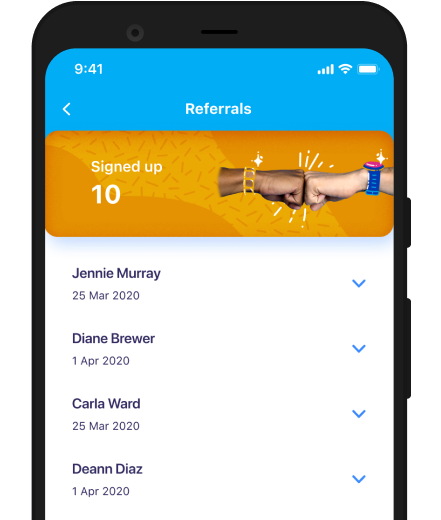 9:41
Referrals
Signed up
10
Jennie Murray
25 Mar 2020
Diane Brewer
1 Apr 2020
Carla Ward
25 Mar 2020
Deann Diaz
1 Apr 2020